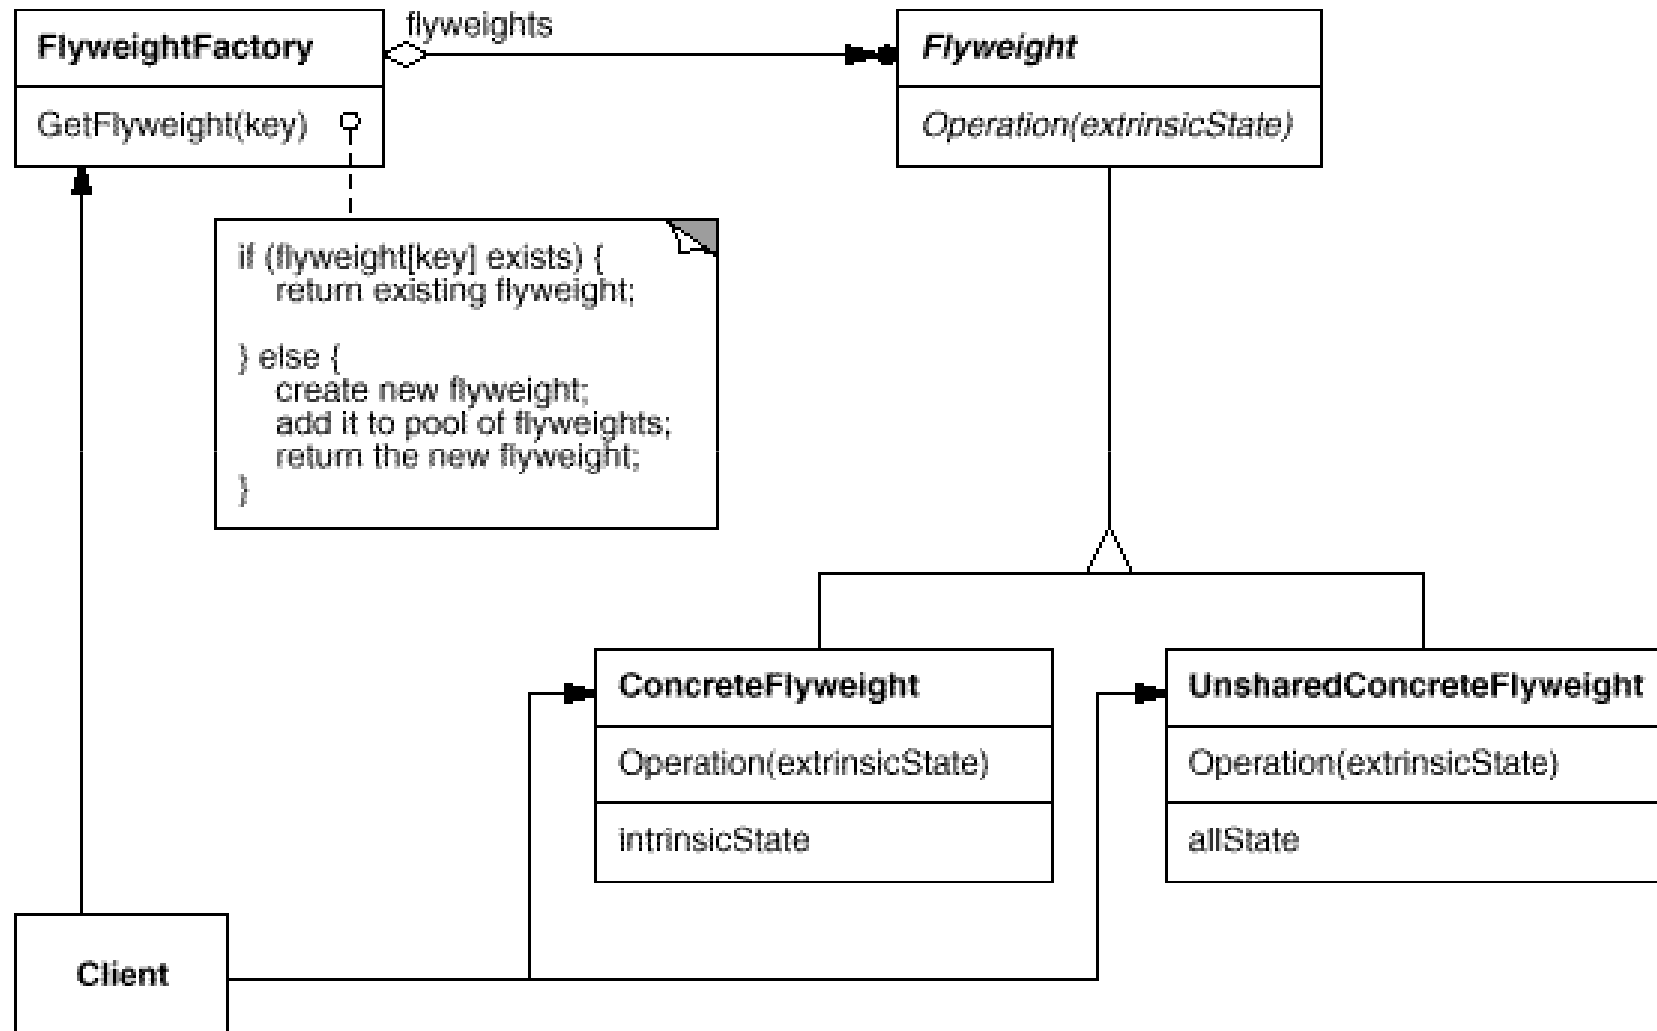 flyweights
FlyweightFactory
GetFlyweight(key)
Flyweight
Operation(extrinsicState)
if (flyweight[key] exists) {
return existing flyweight;
} else {
create new flyweight;
add it to pool of flyweights;
return the new flyweight;
}
ConcreteFlyweight
Operation(extrinsicState)
intrinsicState
UnsharedConcreteFlyweight
Operation(extrinsicState)
allState
Client